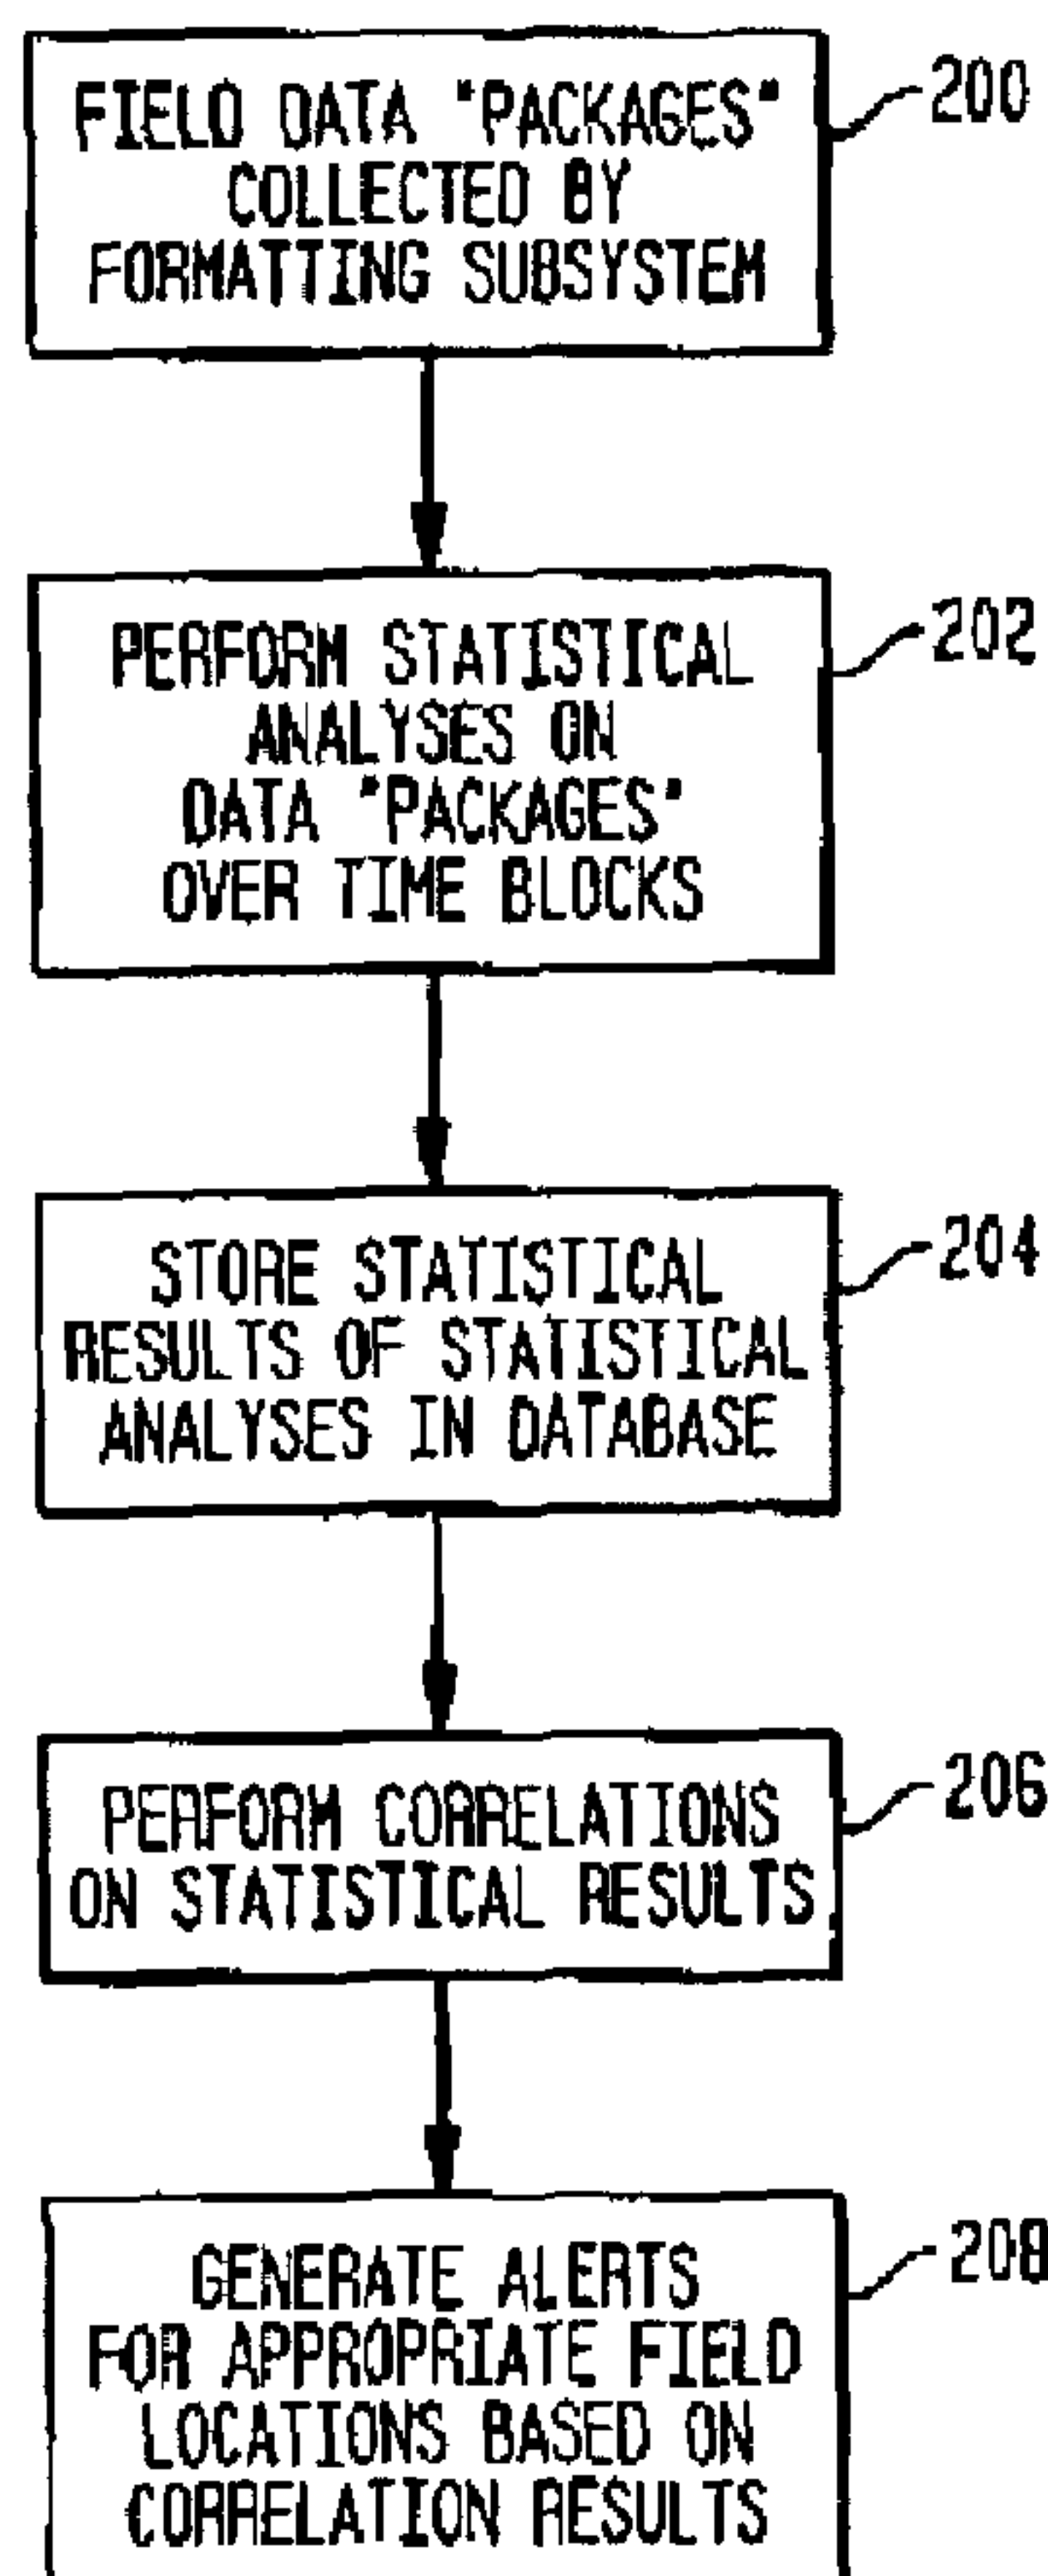 FIELD DATA "PACKAGES"
COLLECTED BY
FORMATTING SUBSYSTEM
200
PERFORM STATISTICAL
ANALYSES ON
DATA "PACKAGES"
OVER TIME BLOCKS
202
STORE STATISTICAL
RESULTS OF STATISTICAL
ANALYSES IN DATABASE
204
PERFORM CORRELATIONS
ON STATISTICAL RESULTS
206
GENERATE ALERTS
FOR APPROPRIATE FIELD
LOCATIONS BASED ON
CORRELATION RESULTS
208